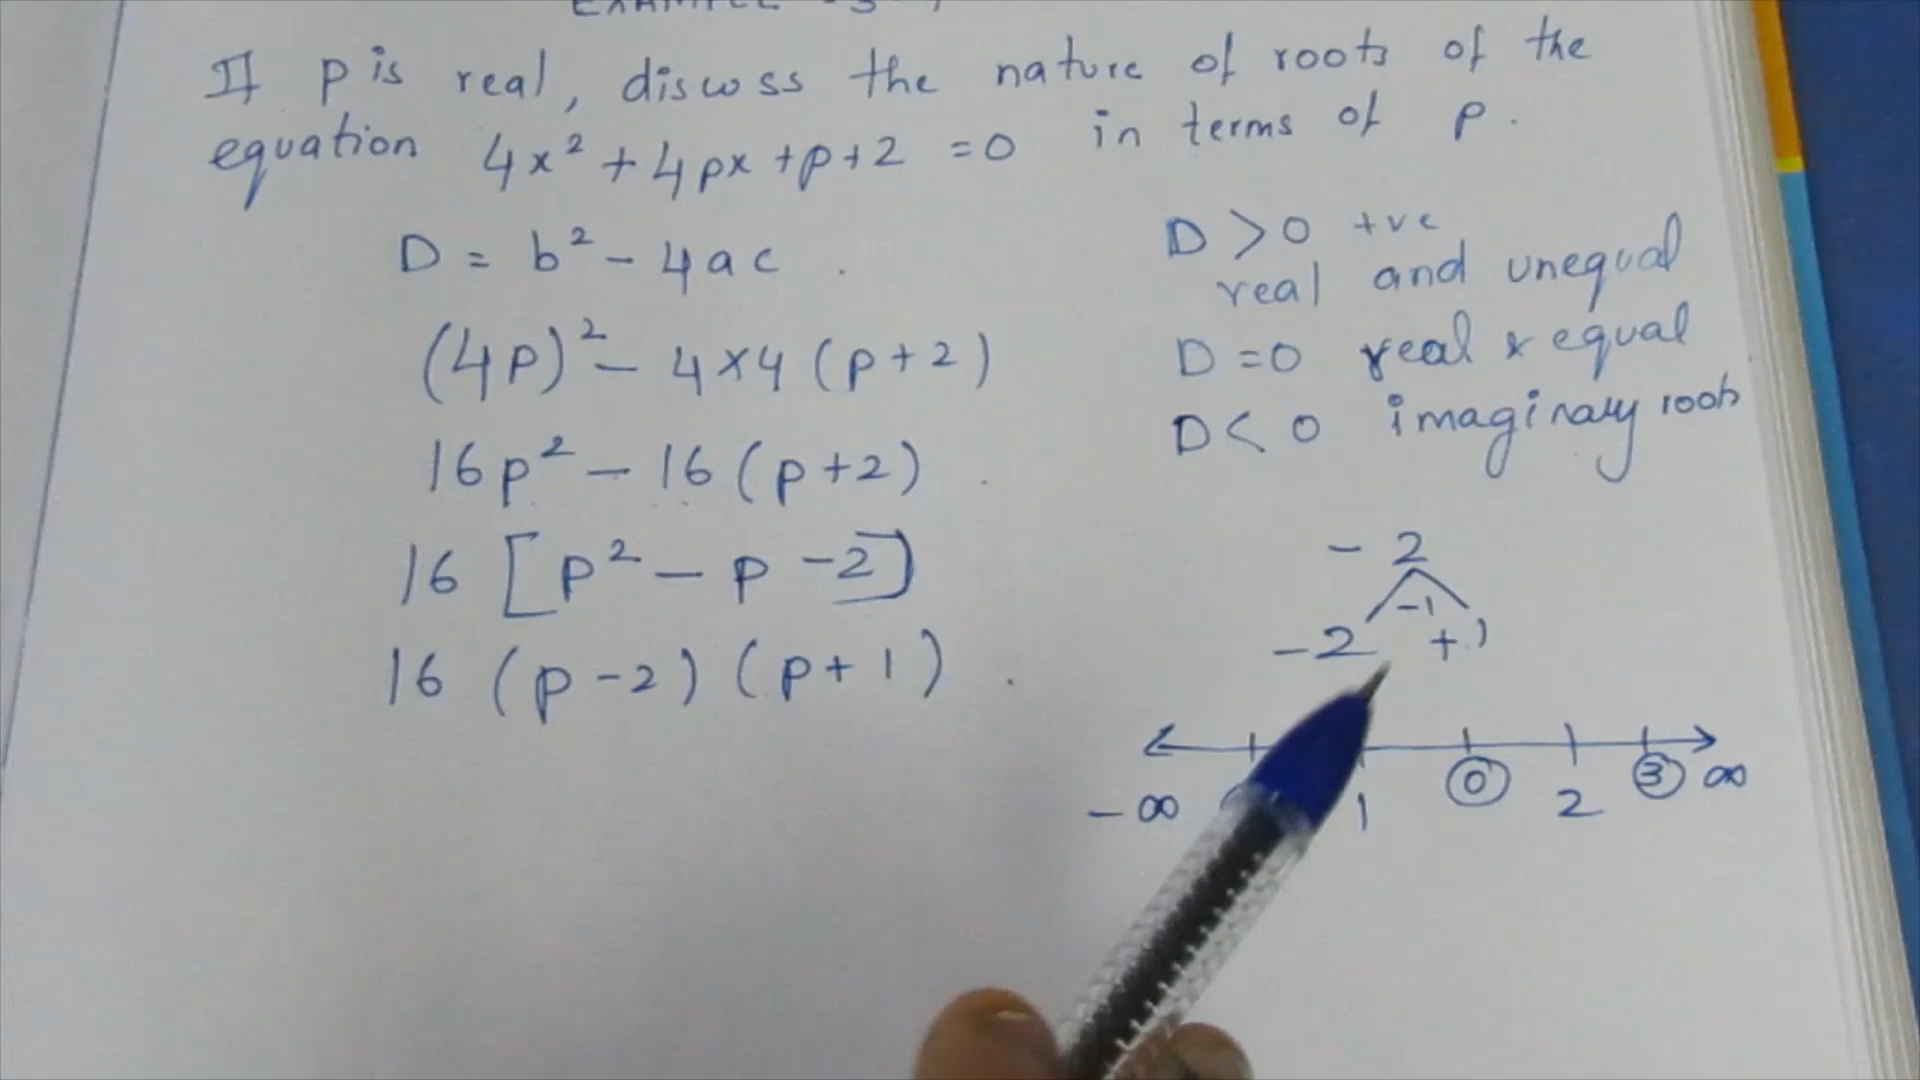 EXAMPLE
If p is real, discuss the nature of roots of the
equation 4x² + 4px + p + 2 = 0 in terms of p.
D = b² - 4ac
(4p)² - 4×4 (p+2)
16p² - 16 (p+2)
16 [p² - p - 2]
16 (p-2) (p+1)
D > 0 +ve
real and unequal
D = 0 real & equal
D < 0 imaginary roots
- 2
-1
-2 +1
-∞ 1 0 2 3 ∞